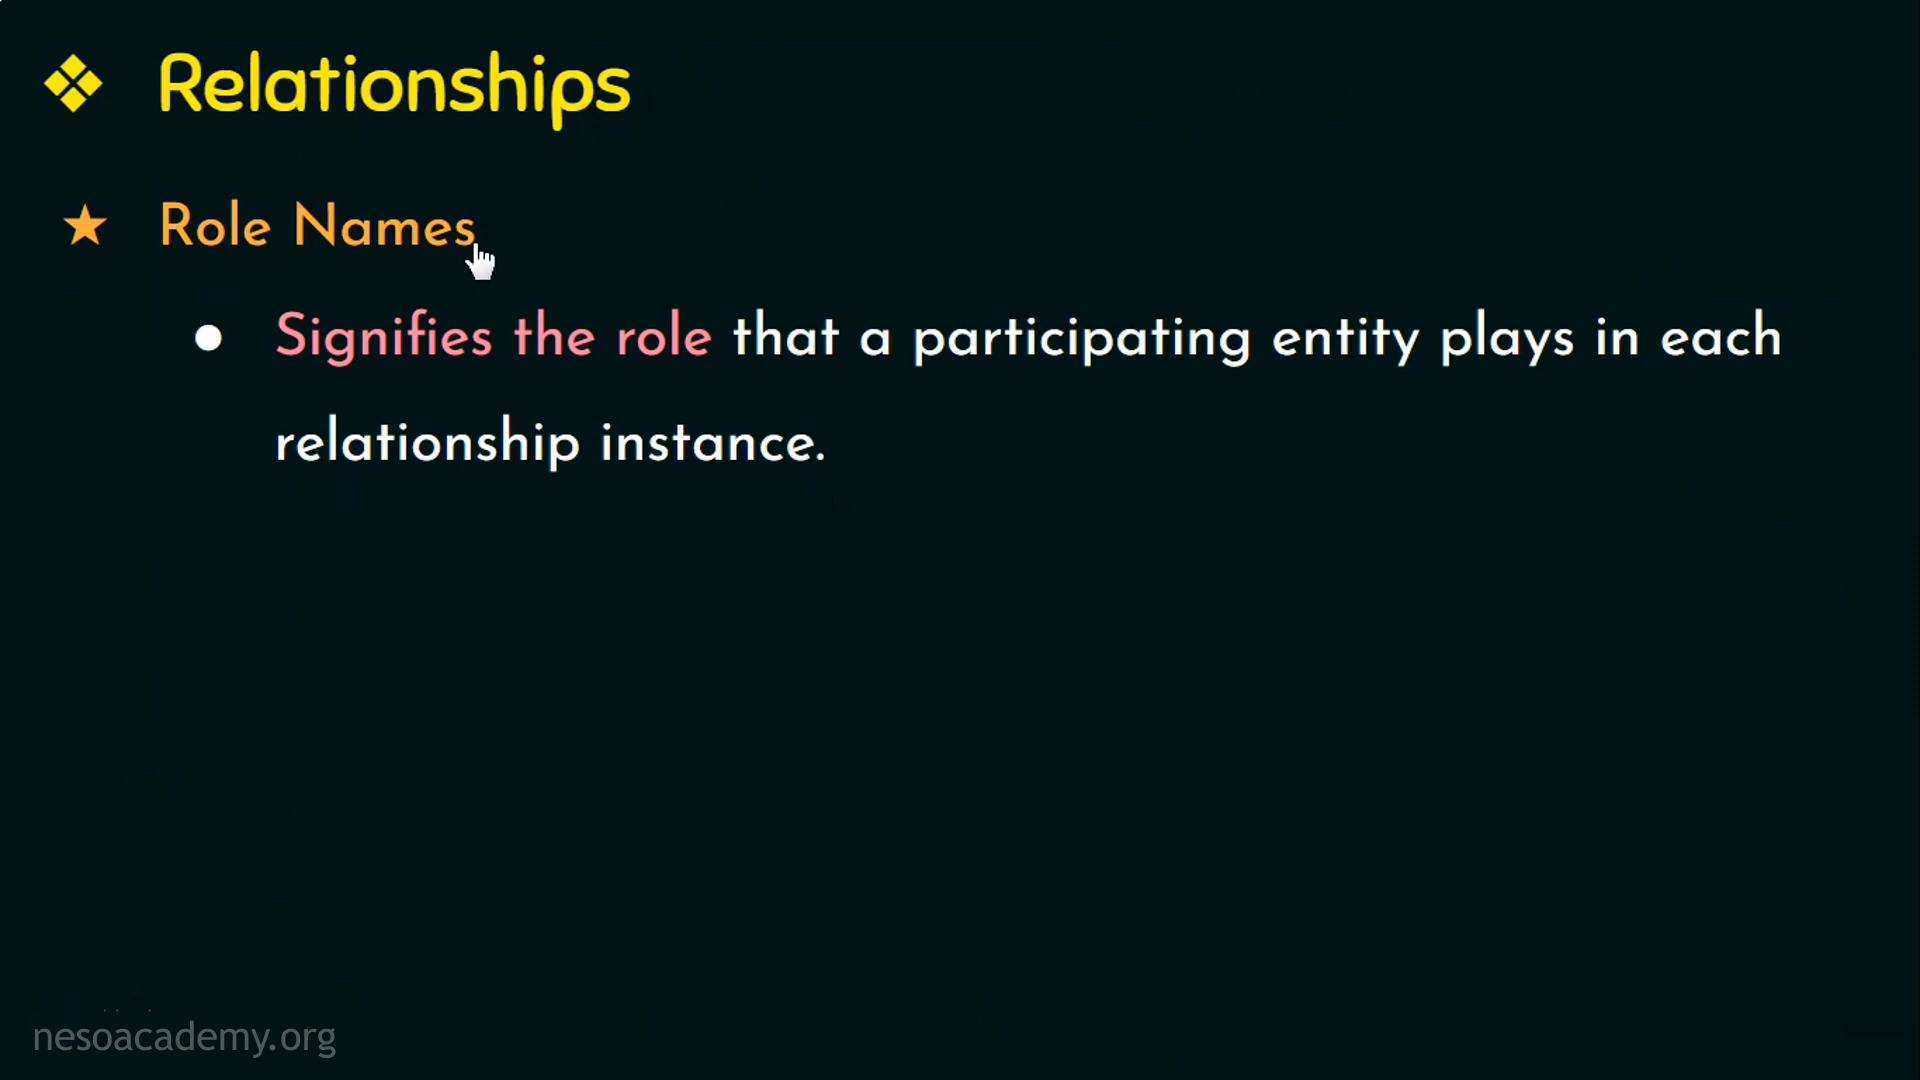 Relationships
Role Names
Signifies the role that a participating entity plays in each
relationship instance.
nesoacademy.org